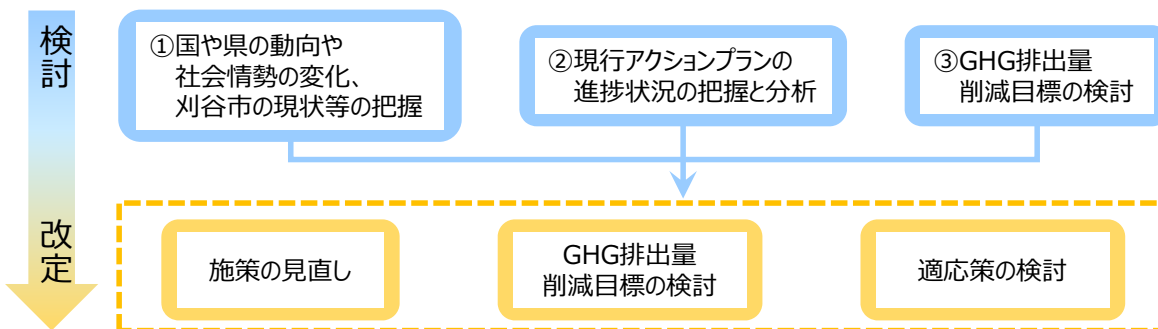 検討
①国や県の動向や
社会情勢の変化、
刈谷市の現状等の把握
②現行アクションプランの
進捗状況の把握と分析
③GHG排出量
削減目標の検討
改定
施策の見直し
GHG排出量
削減目標の検討
適応策の検討